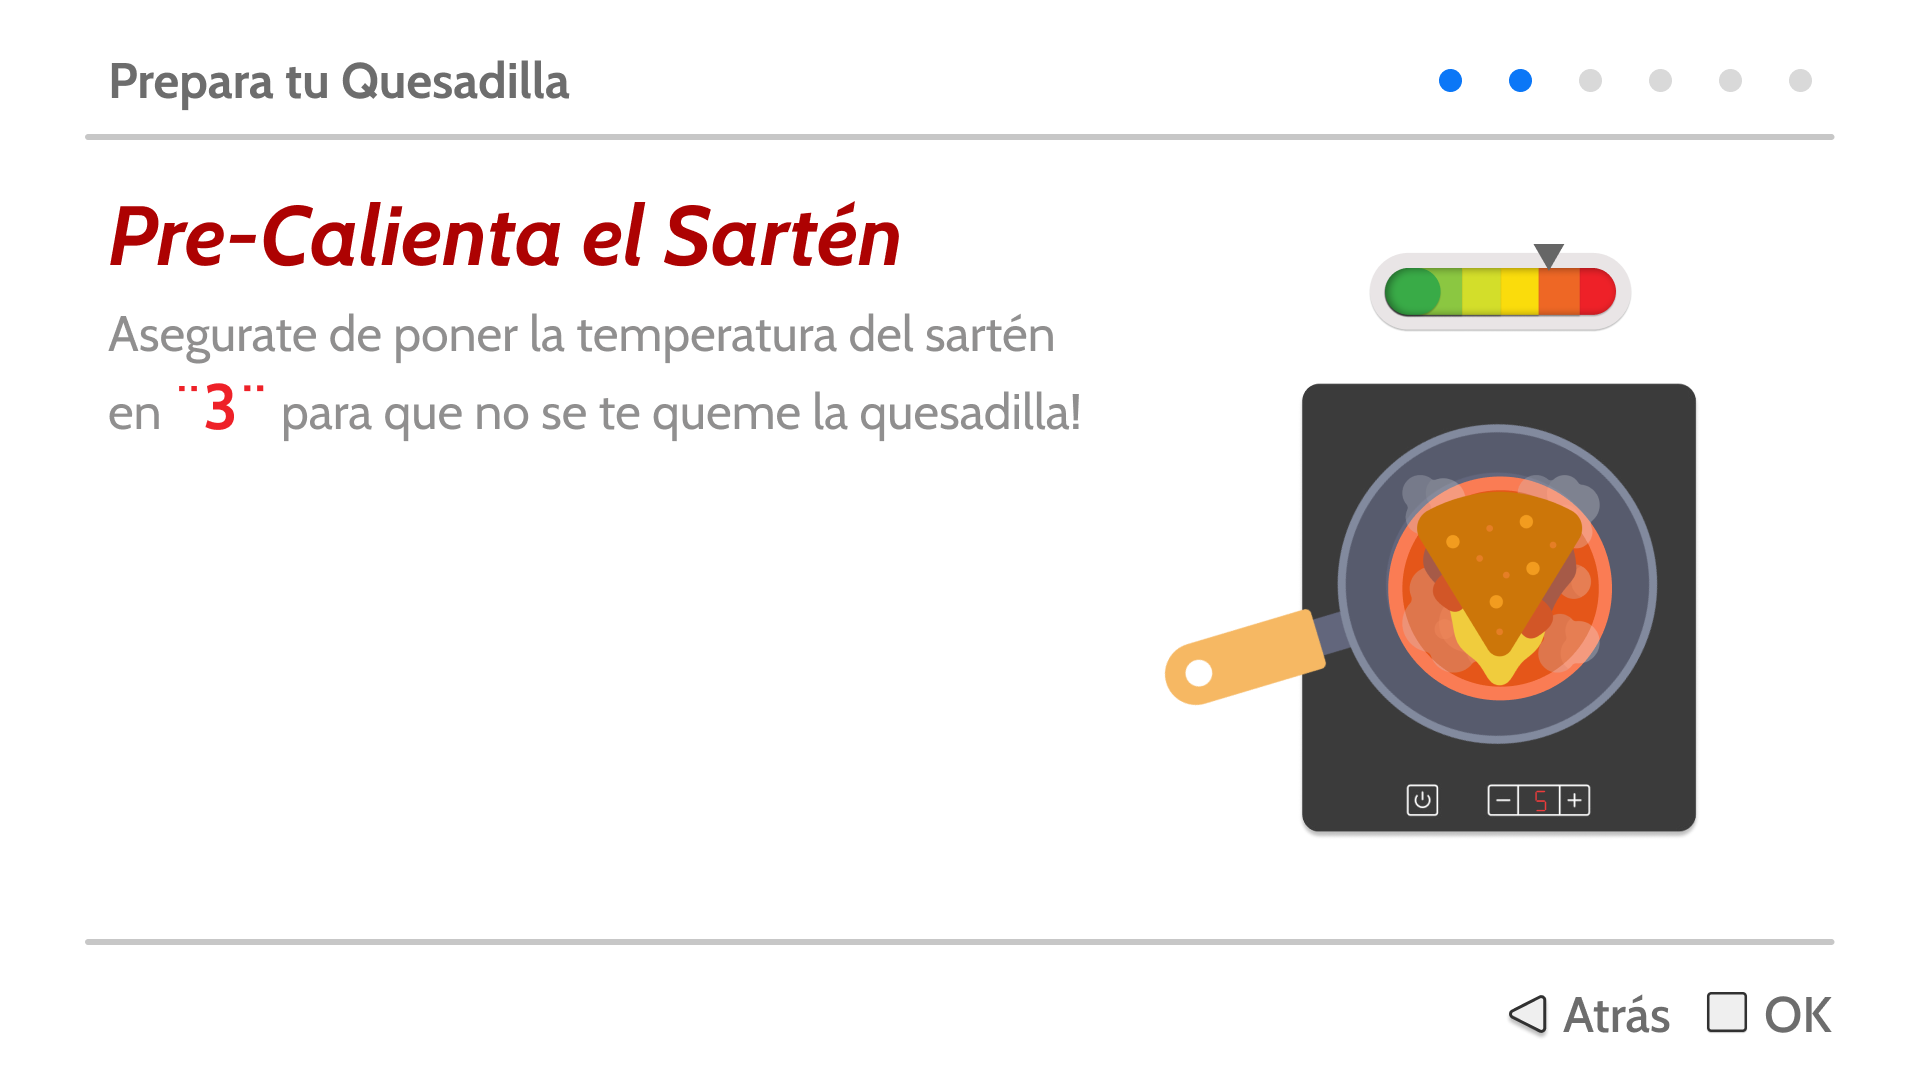 Prepara tu Quesadilla
Pre-Calienta el Sartén
Asegurate de poner la temperatura del sartén
en ¨3¨ para que no se te queme la quesadilla!
5
Atrás OK